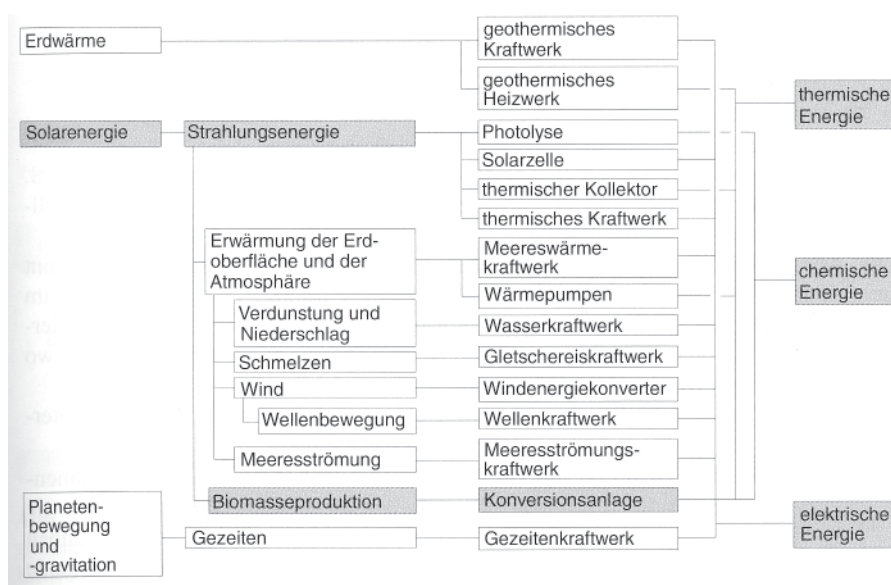 Erdwärme
geothermisches
Kraftwerk
geothermisches
Heizwerk
thermische
Energie
Solarenergie
Strahlungsenergie
Photolyse
Solarzelle
thermischer Kollektor
thermisches Kraftwerk
Erwärmung der Erd-
oberfläche und der
Atmosphäre
Meereswärme-
kraftwerk
Wärmepumpen
chemische
Energie
Verdunstung und
Niederschlag
Wasserkraftwerk
Schmelzen
Gletschereiskraftwerk
Wind
Windenergiekonverter
Wellenbewegung
Wellenkraftwerk
Meeresströmung
Meeresströmungs-
kraftwerk
Biomasseproduktion
Konversionsanlage
Planeten-
bewegung
und
-gravitation
Gezeiten
Gezeitenkraftwerk
elektrische
Energie